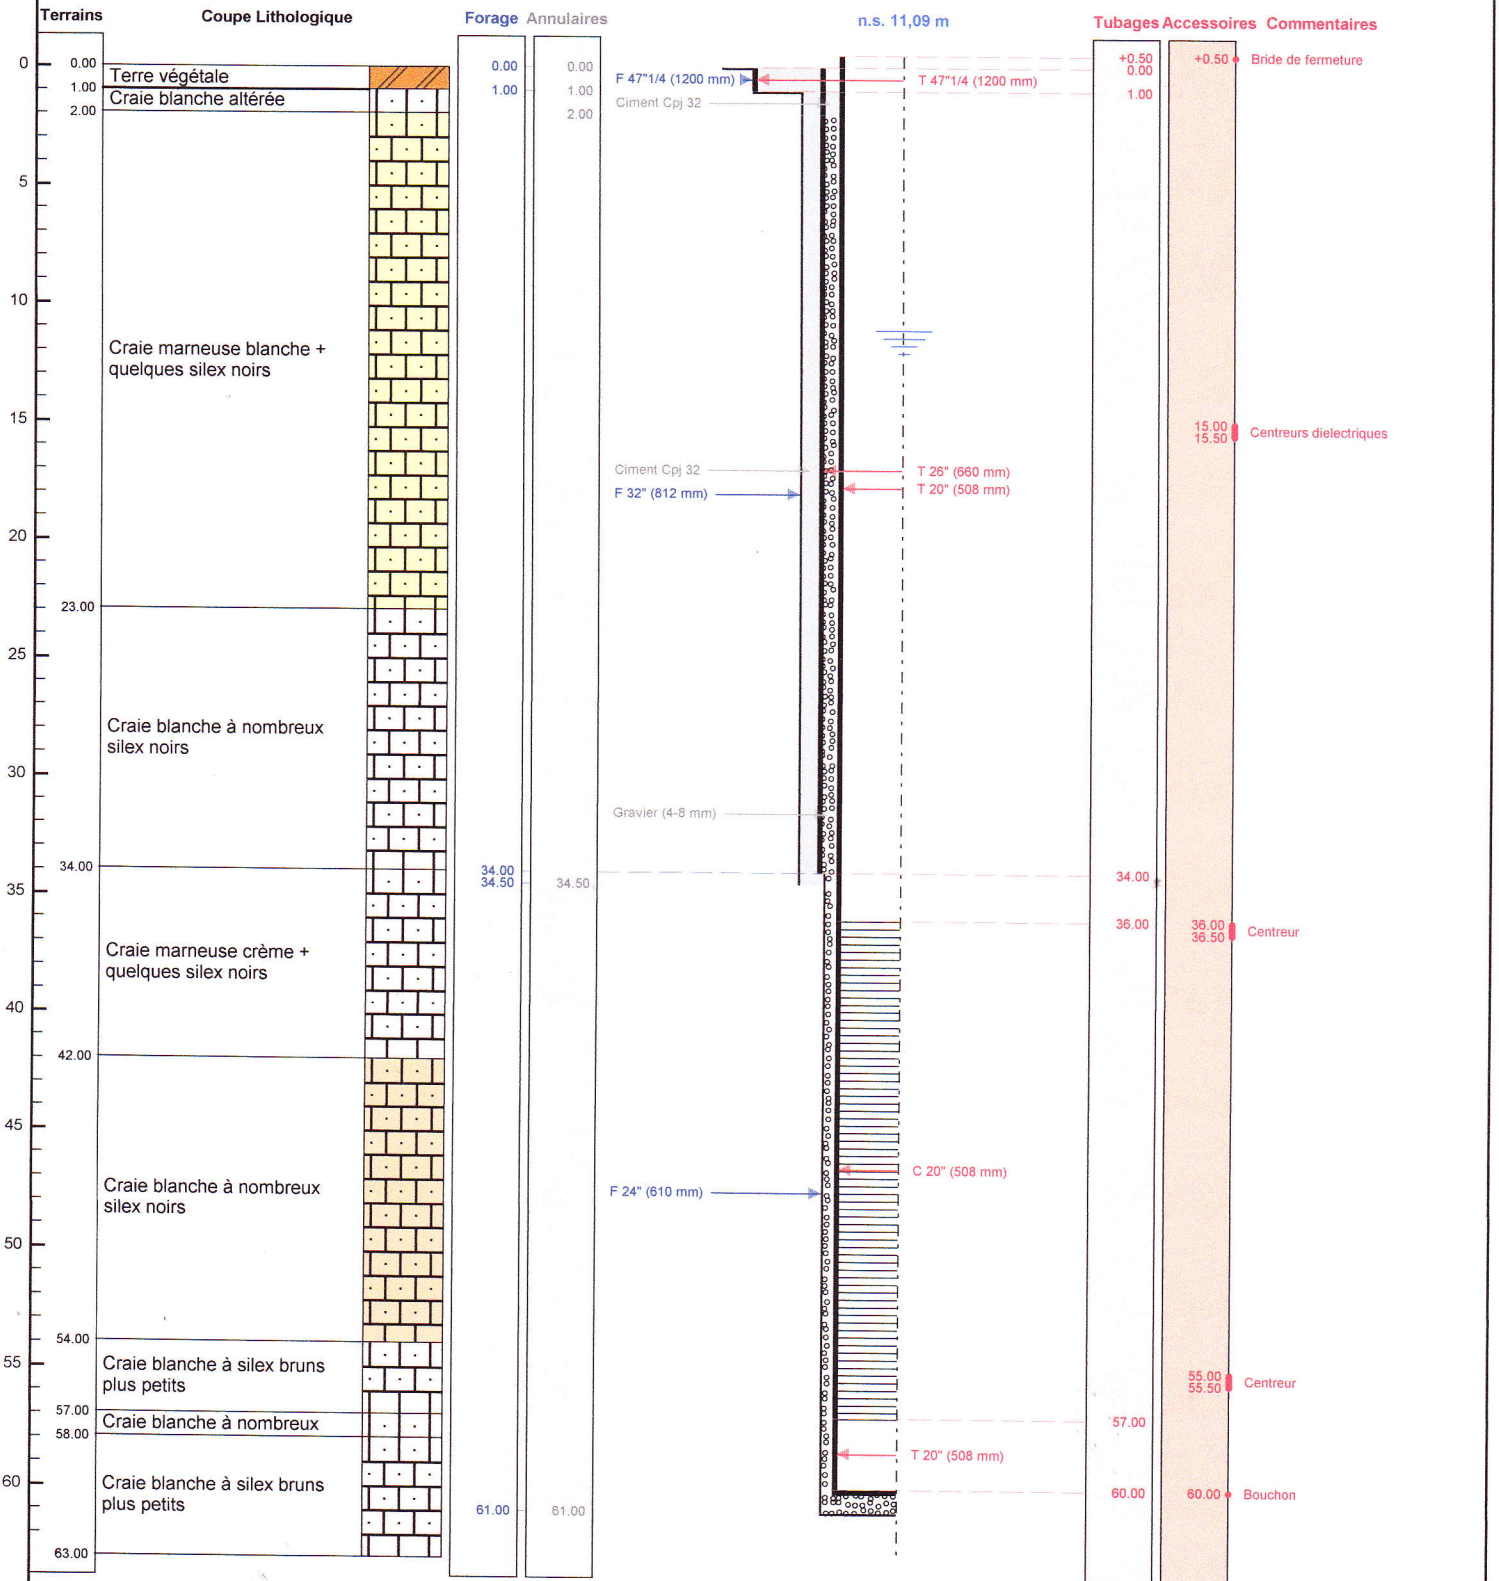 Terrains
Coupe Lithologique
Forage
Annulaires
n.s. 11,09 m
Tubages
Accessoires
Commentaires
0
5
10
15
20
25
30
35
40
45
50
55
60
0.00
1.00
2.00
23.00
34.00
42.00
54.00
57.00
58.00
63.00
Terre végétale
Craie blanche altérée
Craie marneuse blanche +
quelques silex noirs
Craie blanche à nombreux
silex noirs
Craie marneuse crème +
quelques silex noirs
Craie blanche à nombreux
silex noirs
Craie blanche à silex bruns
plus petits
Craie blanche à nombreux
Craie blanche à silex bruns
plus petits
0.00
1.00
34.00
34.50
61.00
0.00
1.00
2.00
34.50
61.00
F 47"1/4 (1200 mm)
Ciment Cpj 32
Ciment Cpj 32
F 32" (812 mm)
Gravier (4-8 mm)
F 24" (610 mm)
T 47"1/4 (1200 mm)
T 26" (660 mm)
T 20" (508 mm)
C 20" (508 mm)
T 20" (508 mm)
+0.50
0.00
1.00
34.00
36.00
57.00
60.00
+0.50 Bride de fermeture
15.00
15.50
Centreurs dielectriques
36.00
36.50
Centreur
55.00
55.50
Centreur
60.00 Bouchon